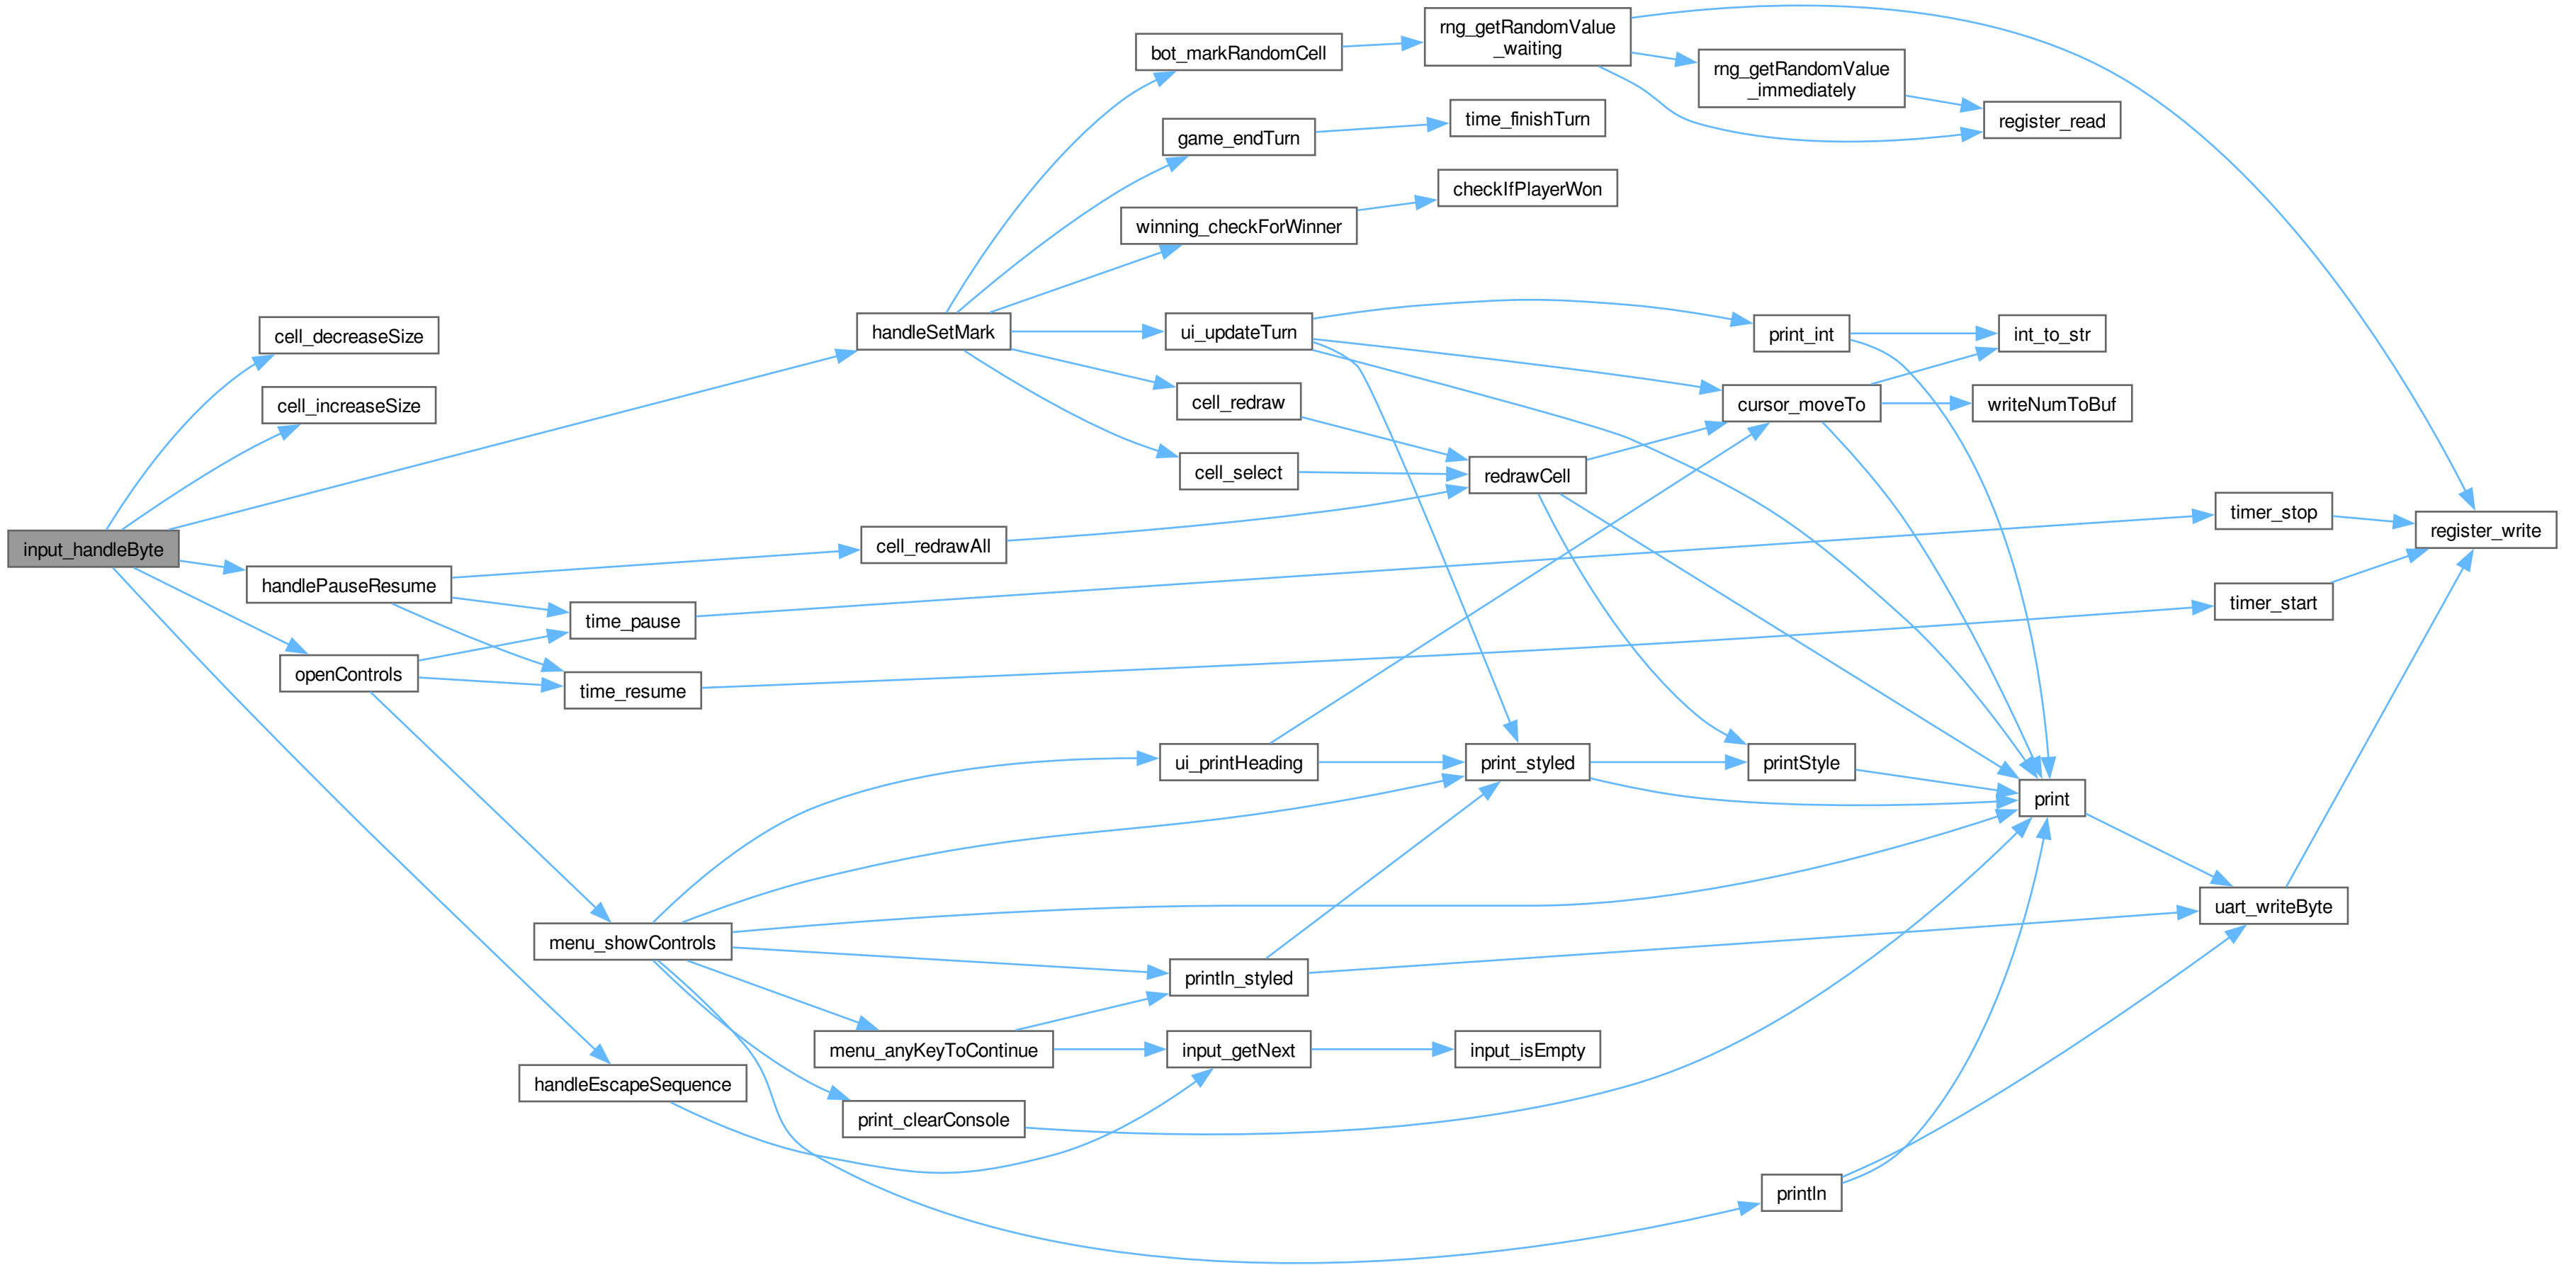 rng_getRandomValue
_waiting
bot_markRandomCell
rng_getRandomValue
_immediately
time_finishTurn
register_read
game_endTurn
checkIfPlayerWon
winning_checkForWinner
cell_decreaseSize
handleSetMark
ui_updateTurn
print_int
int_to_str
cell_increaseSize
cell_redraw
cursor_moveTo
writeNumToBuf
cell_select
redrawCell
timer_stop
register_write
input_handleByte
cell_redrawAll
handlePauseResume
time_pause
timer_start
openControls
time_resume
ui_printHeading
print_styled
printStyle
print
uart_writeByte
menu_showControls
println_styled
menu_anyKeyToContinue
input_getNext
input_isEmpty
handleEscapeSequence
print_clearConsole
println